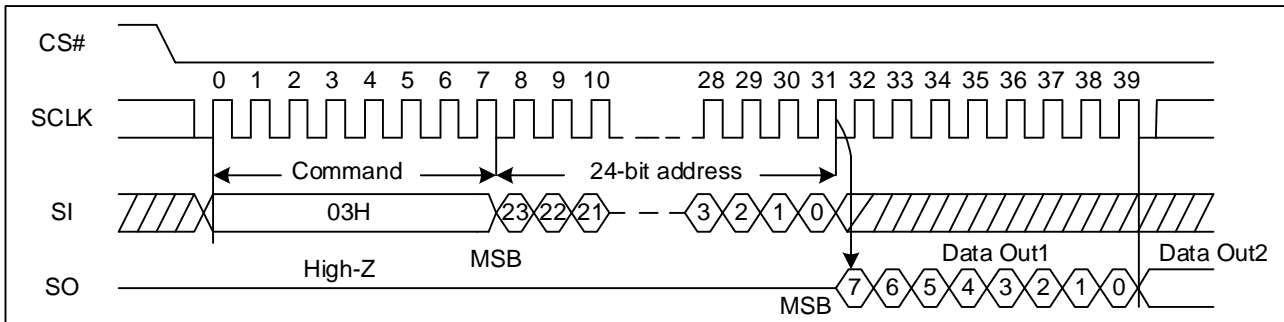 CS#
0 1 2 3 4 5 6 7 8 9 10 28 29 30 31 32 33 34 35 36 37 38 39
SCLK
Command 24-bit address
SI 03H 23 22 21 3 2 1 0
High-Z MSB Data Out1 Data Out2
SO MSB 7 6 5 4 3 2 1 0